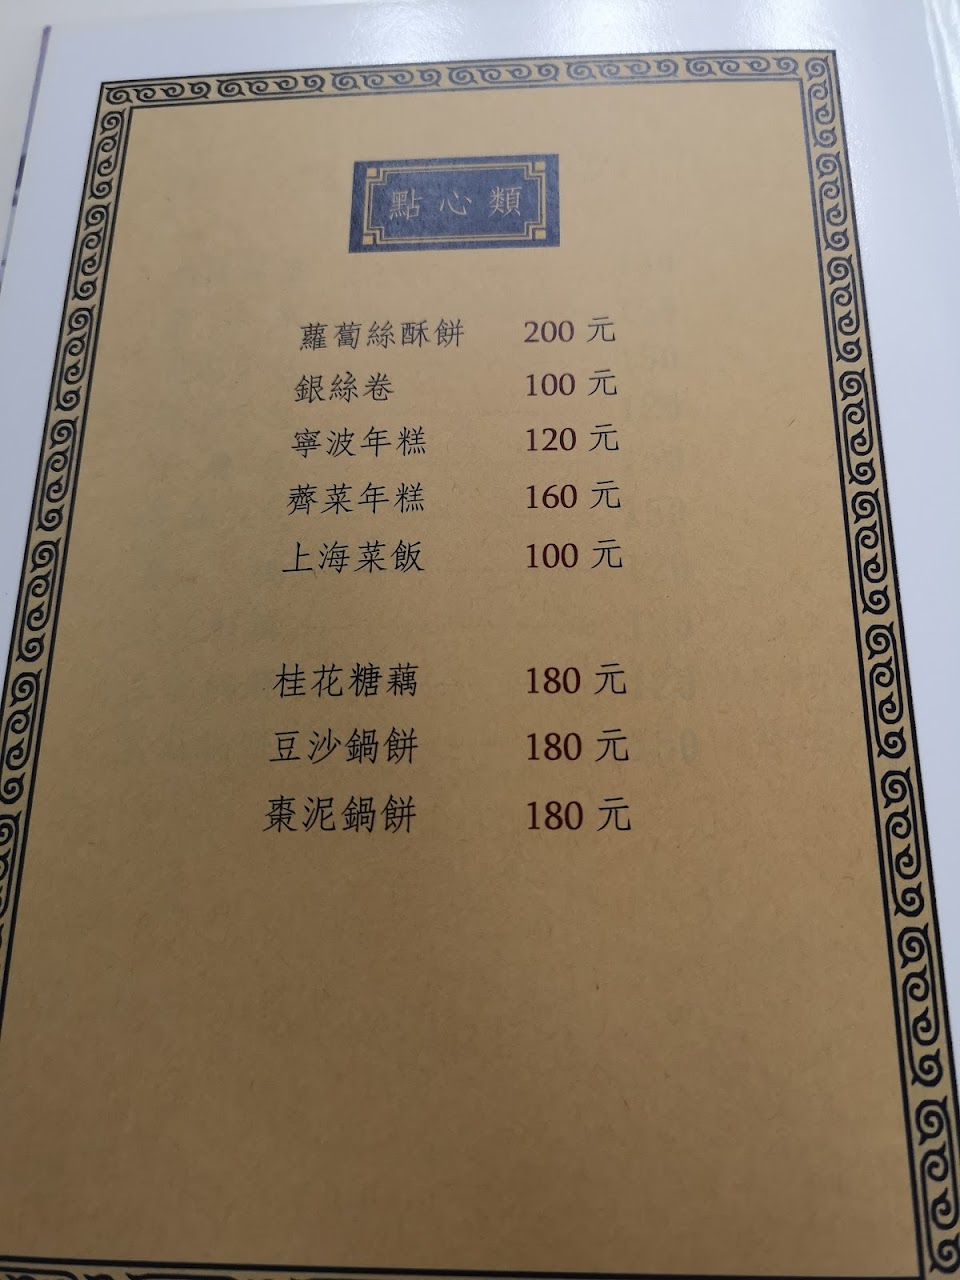 點心類
蘿蔔絲酥餅 200 元
銀絲卷 100 元
寧波年糕 120 元
薺菜年糕 160 元
上海菜飯 100 元
桂花糖藕 180 元
豆沙鍋餅 180 元
棗泥鍋餅 180 元